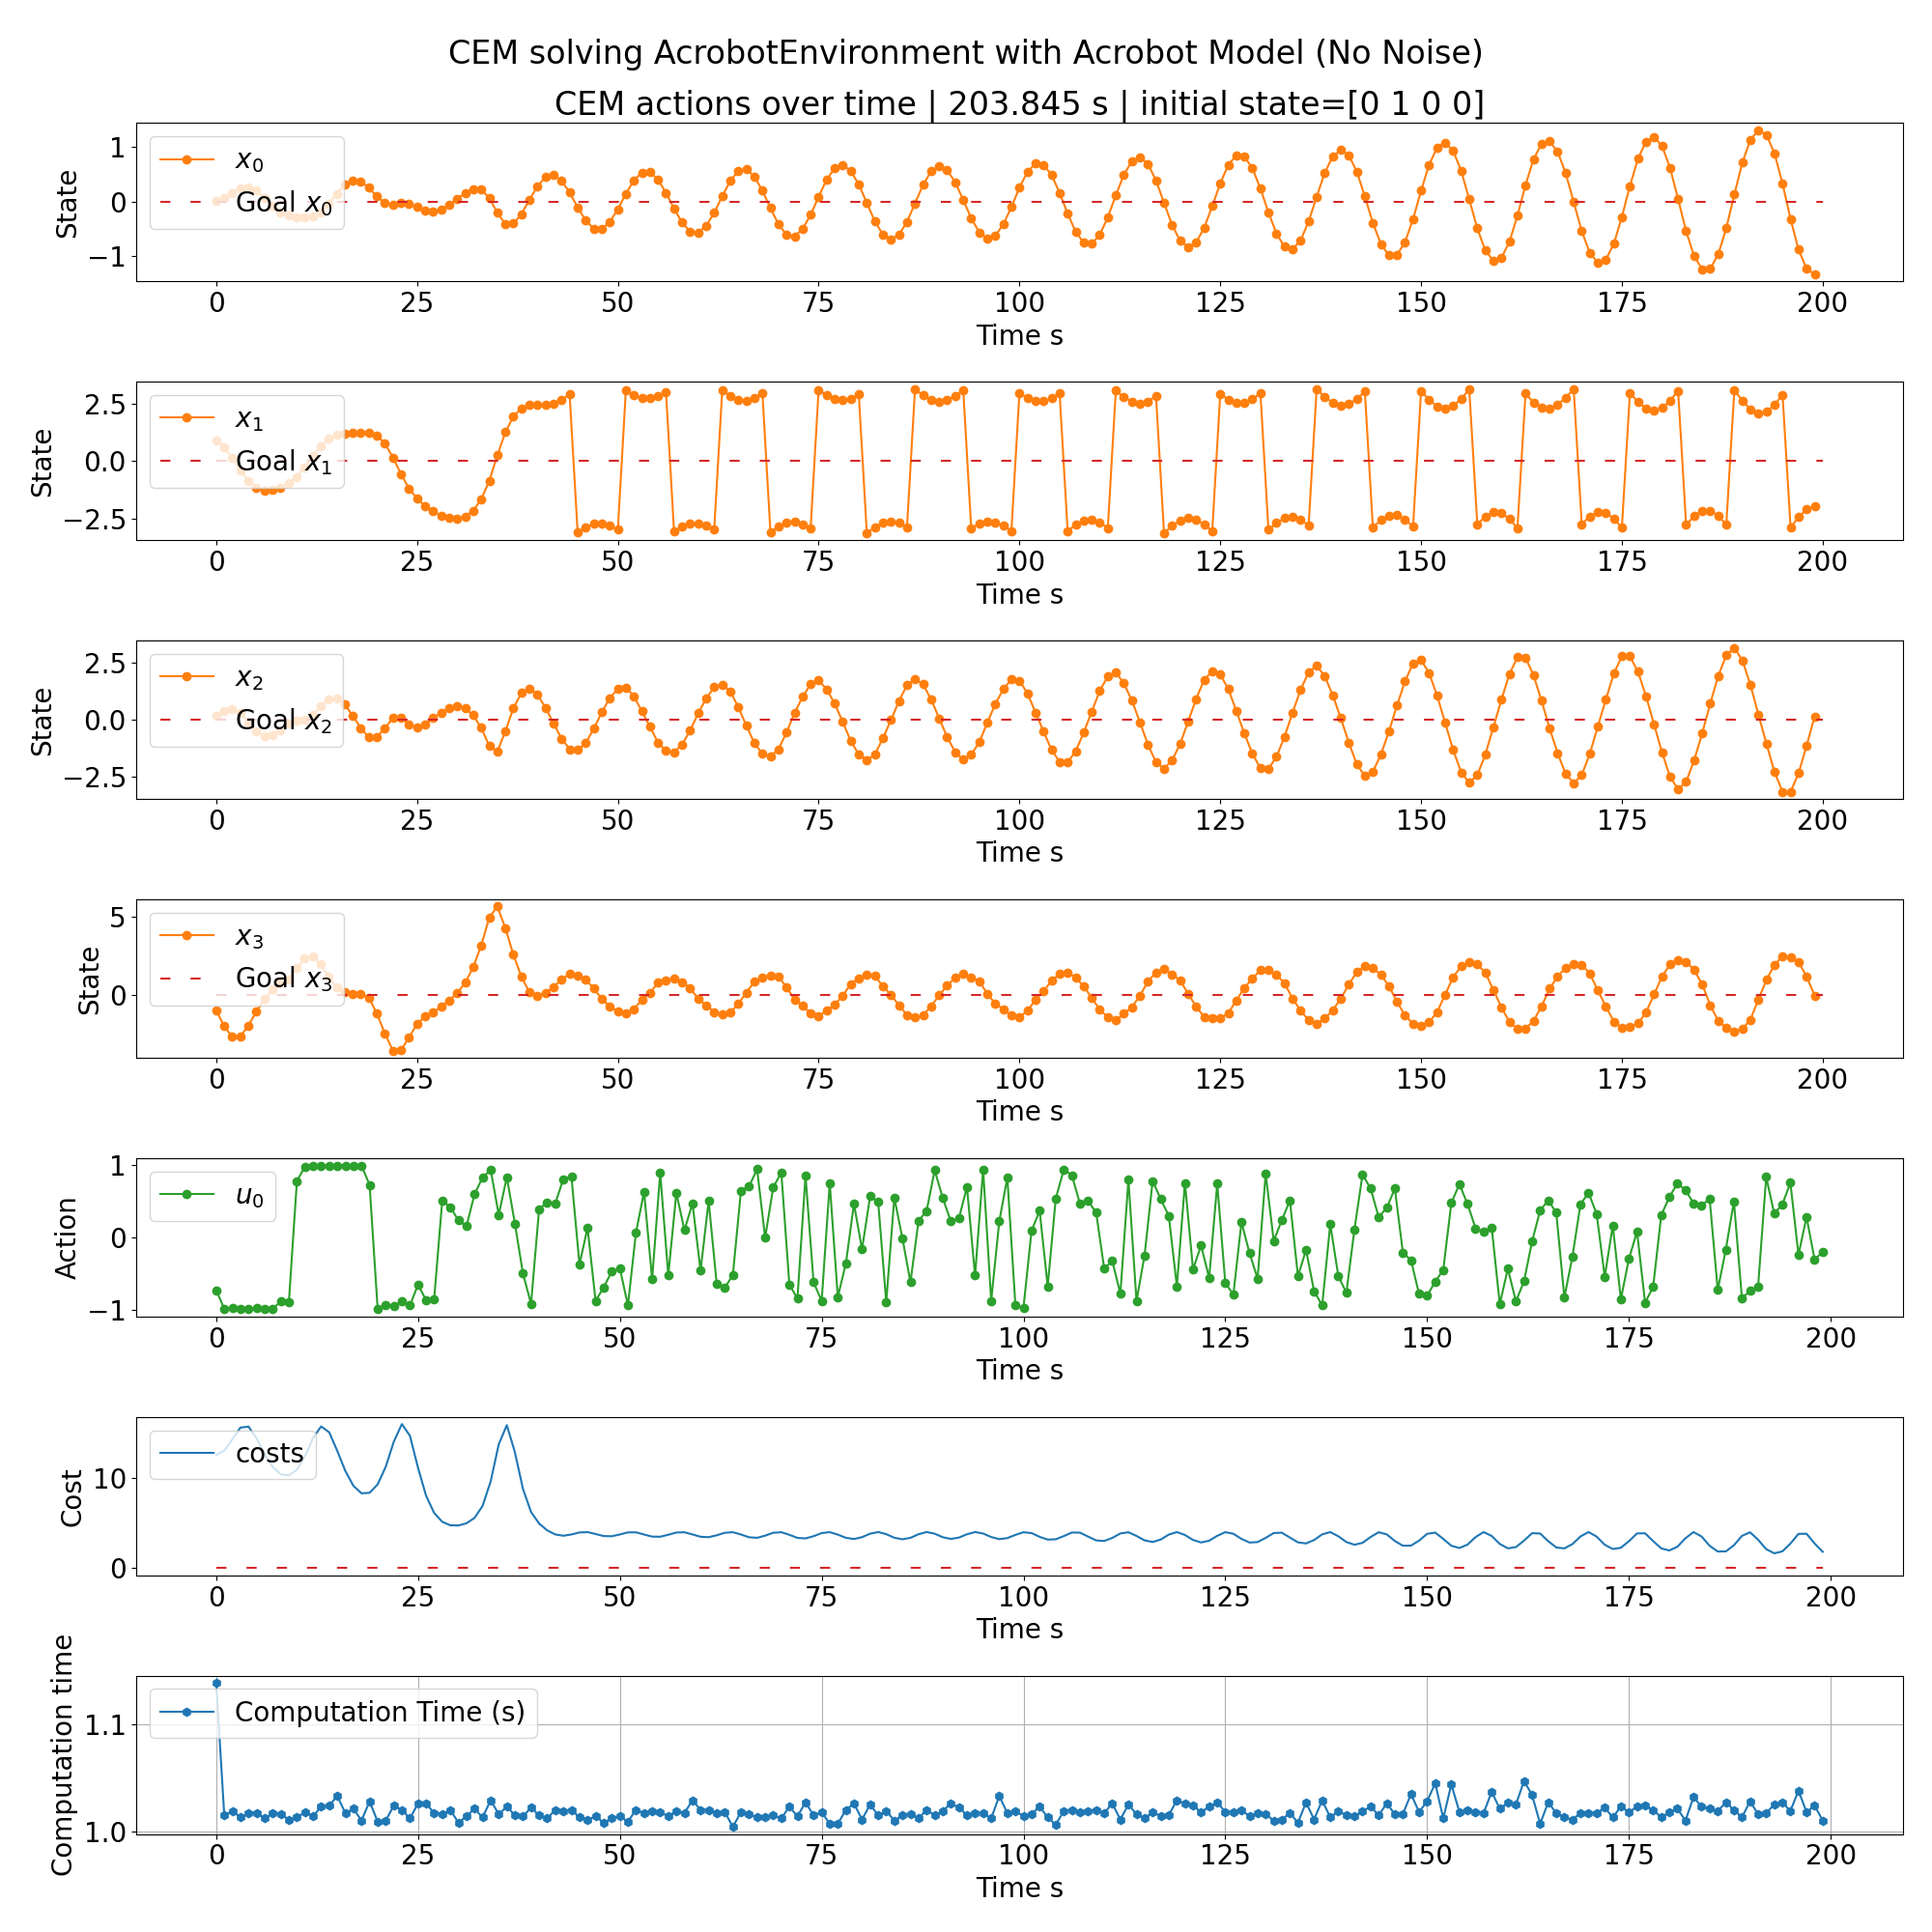 CEM solving AcrobotEnvironment with Acrobot Model (No Noise)
CEM actions over time | 203.845 s | initial state=[0 1 0 0]
State
1
0
−1
x₀
Goal x₀
0 25 50 75 100 125 150 175 200
Time s
State
2.5
0.0
−2.5
x₁
Goal x₁
0 25 50 75 100 125 150 175 200
Time s
State
2.5
0.0
−2.5
x₂
Goal x₂
0 25 50 75 100 125 150 175 200
Time s
State
5
0
x₃
Goal x₃
0 25 50 75 100 125 150 175 200
Time s
Action
1
0
−1
u₀
0 25 50 75 100 125 150 175 200
Time s
Cost
10
0
costs
0 25 50 75 100 125 150 175 200
Time s
Computation time
1.1
1.0
Computation Time (s)
0 25 50 75 100 125 150 175 200
Time s